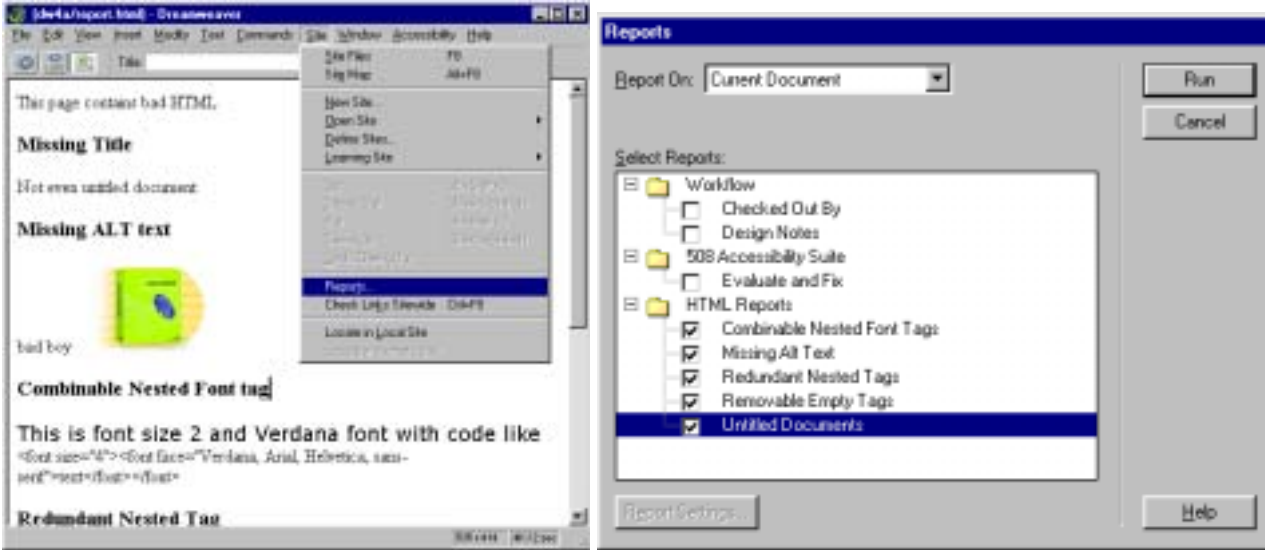 (dw4a/report.html) - Dreamweaver
File Edit View Insert Modify Text Commands Site Window Accessibility Help
Title:
Site Files F8
Site Map Alt+F8
New Site...
Open Site
Define Sites...
Learning Site
Reports...
Check Links Sitewide Ctrl+F8
Locate in Local Site
This page contains bad HTML
Missing Title
Not even untitled document
Missing ALT text
bad boy
Combinable Nested Font tag
This is font size 2 and Verdana font with code like
<font size="4"><font face="Verdana, Arial, Helvetica, sans-
serif">text</font></font>
Redundant Nested Tag
Reports
Report On: Current Document
Run
Cancel
Select Reports:
Workflow
Checked Out By
Design Notes
508 Accessibility Suite
Evaluate and Fix
HTML Reports
Combinable Nested Font Tags
Missing Alt Text
Redundant Nested Tags
Removable Empty Tags
Untitled Documents
Report Settings...
Help